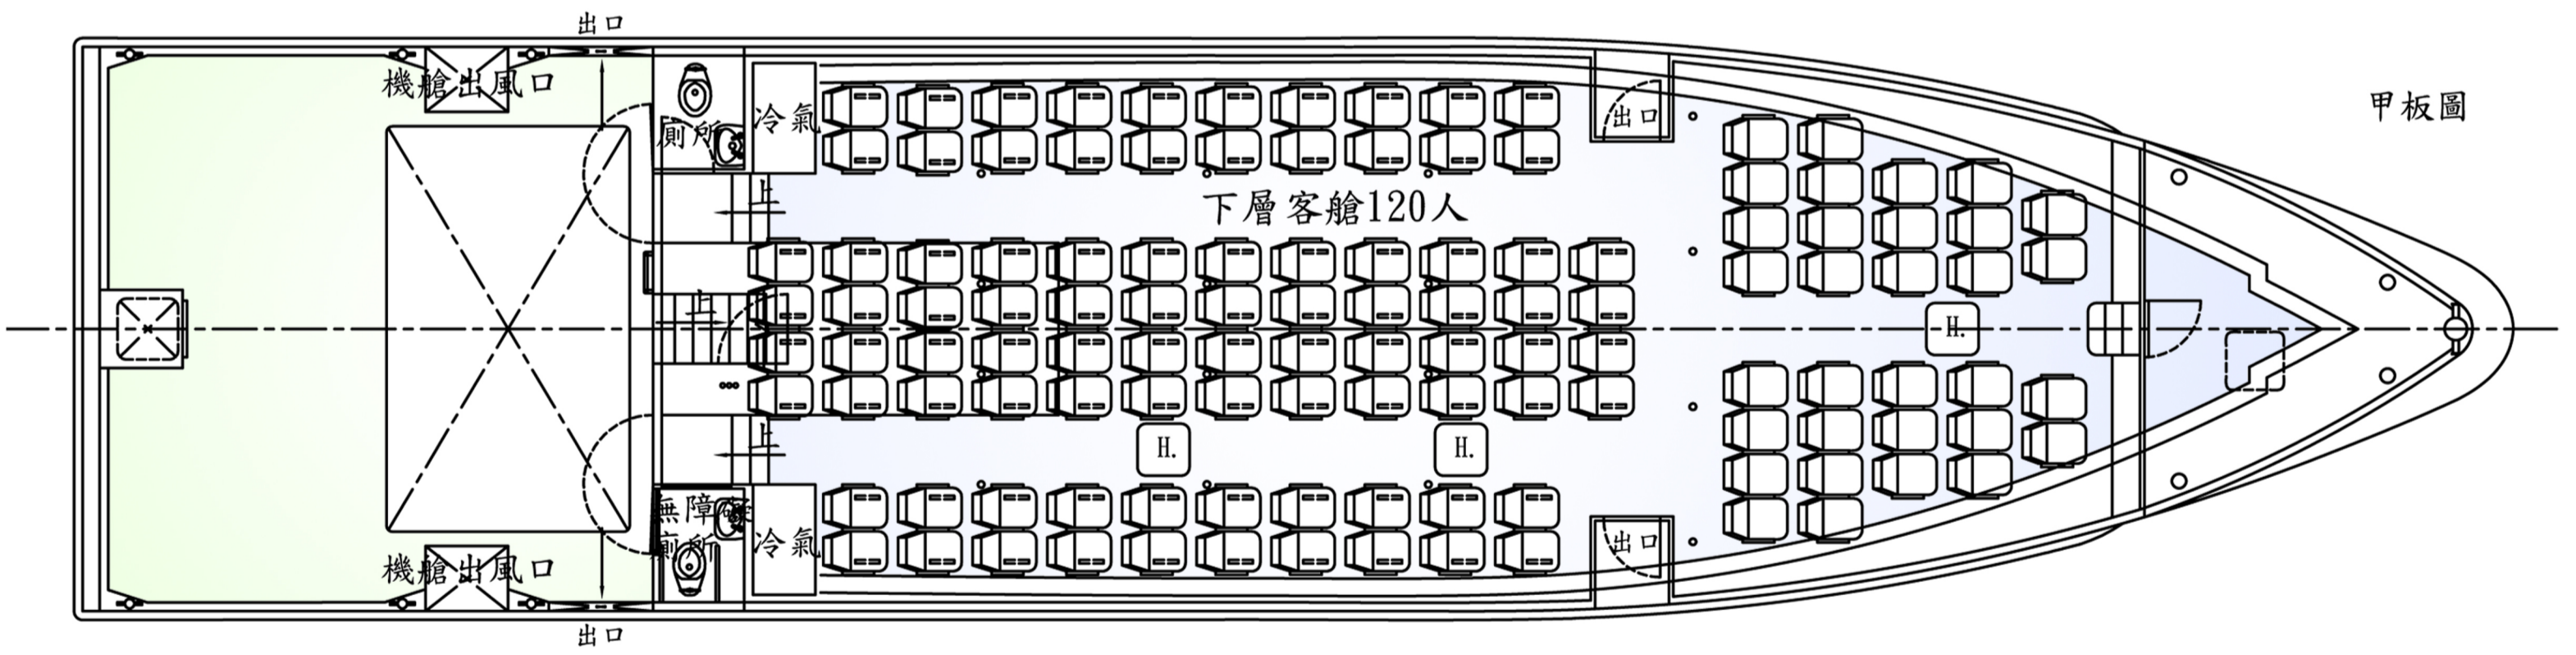 出口
機艙出風口
廁所
冷氣
出口
甲板圖
上
下層客艙120人
上
H.
上
H.
H.
無障礙
廁所
冷氣
出口
機艙出風口
出口